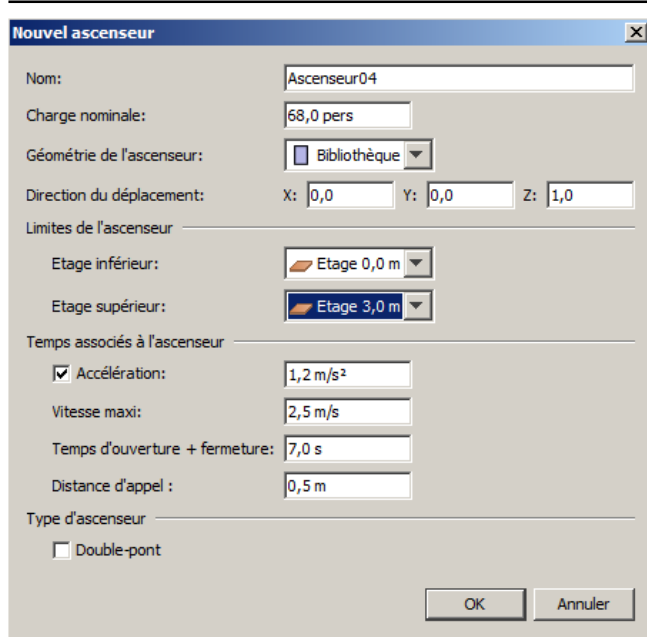 Nouvel ascenseur
Nom: Ascenseur04
Charge nominale: 68,0 pers
Géométrie de l'ascenseur: Bibliothèque
Direction du déplacement: X: 0,0 Y: 0,0 Z: 1,0
Limites de l'ascenseur
Etage inférieur: Etage 0,0 m
Etage supérieur: Etage 3,0 m
Temps associés à l'ascenseur
Accélération: 1,2 m/s²
Vitesse maxi: 2,5 m/s
Temps d'ouverture + fermeture: 7,0 s
Distance d'appel : 0,5 m
Type d'ascenseur
Double-pont
OK Annuler